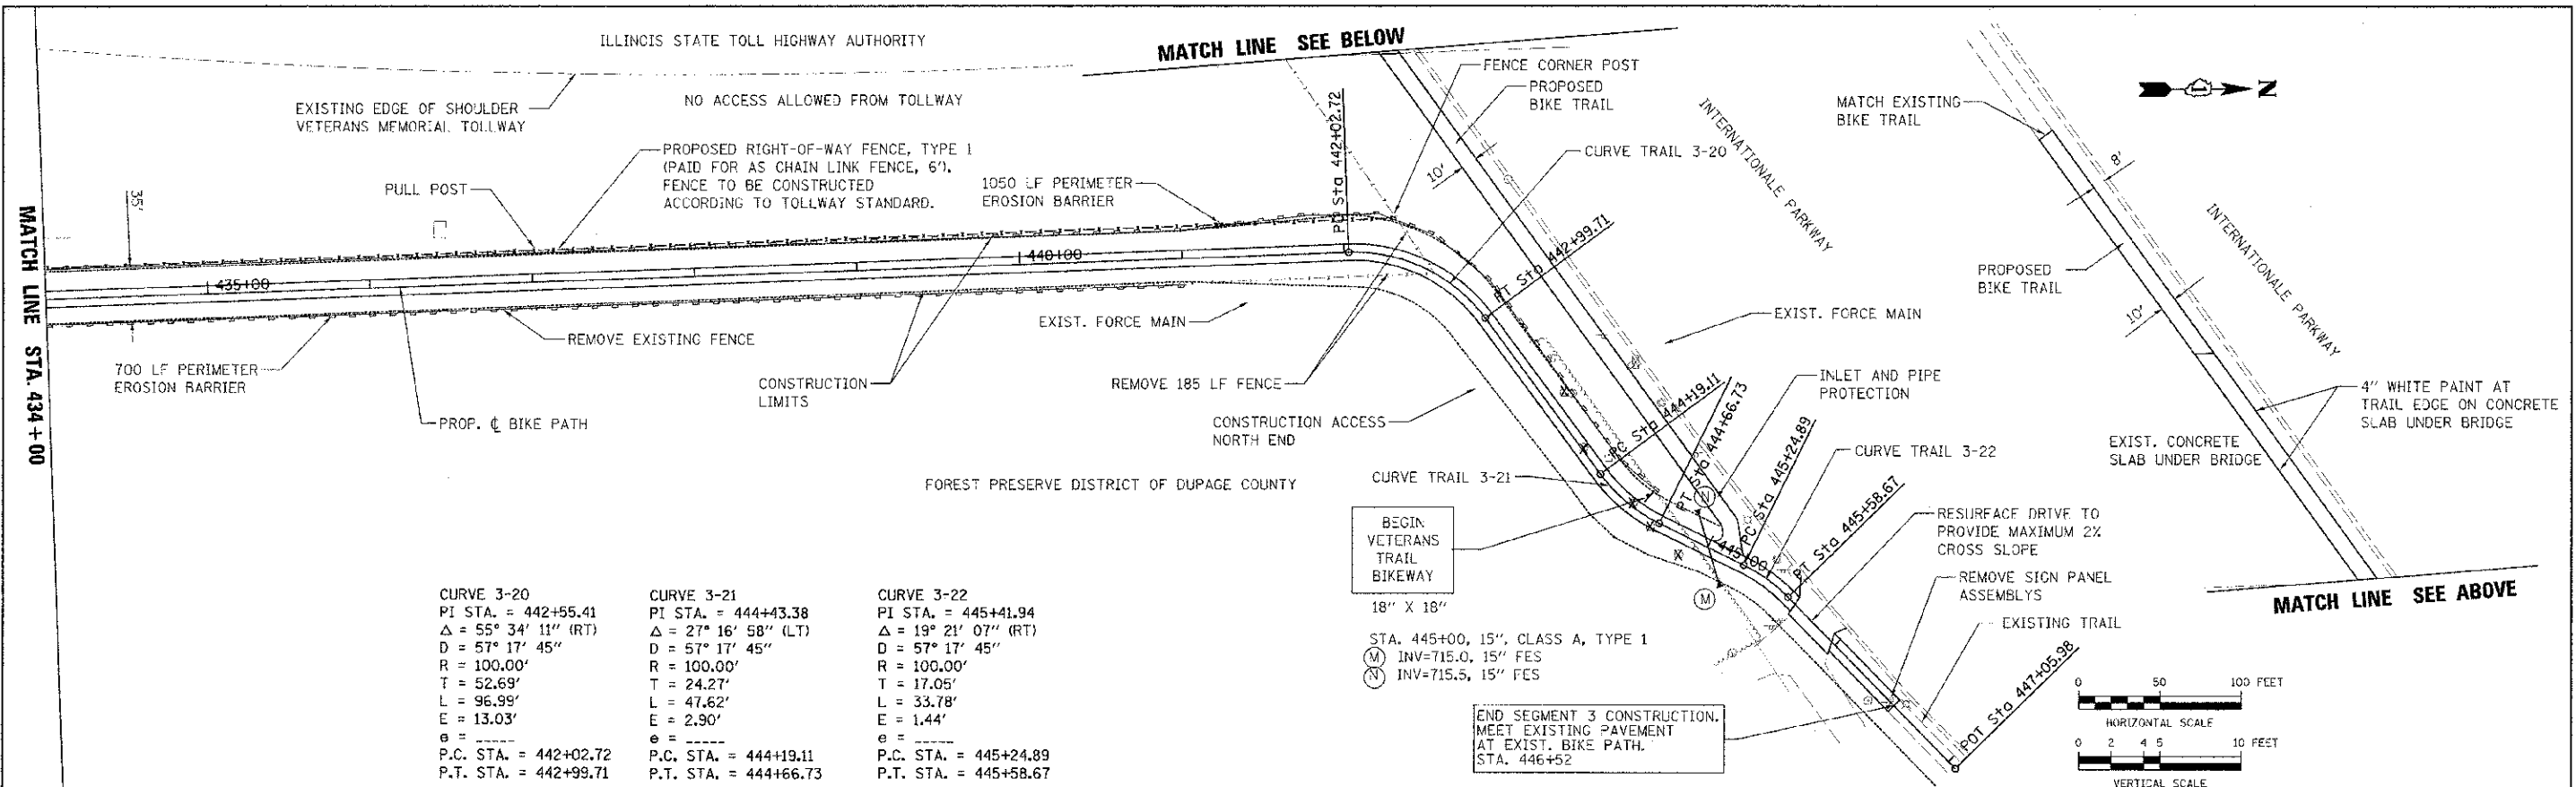 ILLINCIS STATE TOLL HIGHWAY AUTHORITY
MATCH LINE SEE BELOW
EXISTING EDGE OF SHOULDER
VETERANS MEMORIAL TOLLWAY
NO ACCESS ALLOWED FROM TOLLWAY
FENCE CORNER POST
PROPOSED
BIKE TRAIL
INTERNATIONALE PARKWAY
MATCH EXISTING
BIKE TRAIL
N
8'
PROPOSED RIGHT-OF-WAY FENCE, TYPE 1
(PAID FOR AS CHAIN LINK FENCE, 6').
FENCE TO BE CONSTRUCTED
ACCORDING TO TOLLWAY STANDARD.
PULL POST
35'
1050 LF PERIMETER
EROSION BARRIER
PC Sta 442+02.72
10'
CURVE TRAIL 3-20
INTERNATIONALE PARKWAY
PROPOSED
BIKE TRAIL
10'
MATCH LINE STA. 434+00
435+00
440+00
PT Sta 442+99.71
EXIST. FORCE MAIN
EXIST. FORCE MAIN
REMOVE EXISTING FENCE
700 LF PERIMETER
EROSION BARRIER
CONSTRUCTION
LIMITS
REMOVE 185 LF FENCE
PROP. ℄ BIKE PATH
CONSTRUCTION ACCESS
NORTH END
PC Sta 444+19.11
PT Sta 444+66.73
PC Sta 445+24.89
INLET AND PIPE
PROTECTION
4" WHITE PAINT AT
TRAIL EDGE ON CONCRETE
SLAB UNDER BRIDGE
EXIST. CONCRETE
SLAB UNDER BRIDGE
FOREST PRESERVE DISTRICT OF DUPAGE COUNTY
CURVE TRAIL 3-21
CURVE TRAIL 3-22
N
445+00
PT Sta 445+58.67
BEGIN
VETERANS
TRAIL
BIKEWAY
18" X 18"
RESURFACE DRIVE TO
PROVIDE MAXIMUM 2%
CROSS SLOPE
REMOVE SIGN PANEL
ASSEMBLYS
M
MATCH LINE SEE ABOVE
EXISTING TRAIL
CURVE 3-20
PI STA. = 442+55.41
Δ = 55° 34' 11" (RT)
D = 57° 17' 45"
R = 100.00'
T = 52.69'
L = 96.99'
E = 13.03'
e = _____
P.C. STA. = 442+02.72
P.T. STA. = 442+99.71
CURVE 3-21
PI STA. = 444+43.38
Δ = 27° 16' 58" (LT)
D = 57° 17' 45"
R = 100.00'
T = 24.27'
L = 47.62'
E = 2.90'
e = _____
P.C. STA. = 444+19.11
P.T. STA. = 444+66.73
CURVE 3-22
PI STA. = 445+41.94
Δ = 19° 21' 07" (RT)
D = 57° 17' 45"
R = 100.00'
T = 17.05'
L = 33.78'
E = 1.44'
e = _____
P.C. STA. = 445+24.89
P.T. STA. = 445+58.67
STA. 445+00, 15", CLASS A, TYPE 1
M INV=715.0, 15" FES
N INV=715.5, 15" FES
END SEGMENT 3 CONSTRUCTION.
MEET EXISTING PAVEMENT
AT EXIST. BIKE PATH.
STA. 446+52
POT Sta 447+05.98
0 50 100 FEET
HORIZONTAL SCALE
0 2 4 5 10 FEET
VERTICAL SCALE